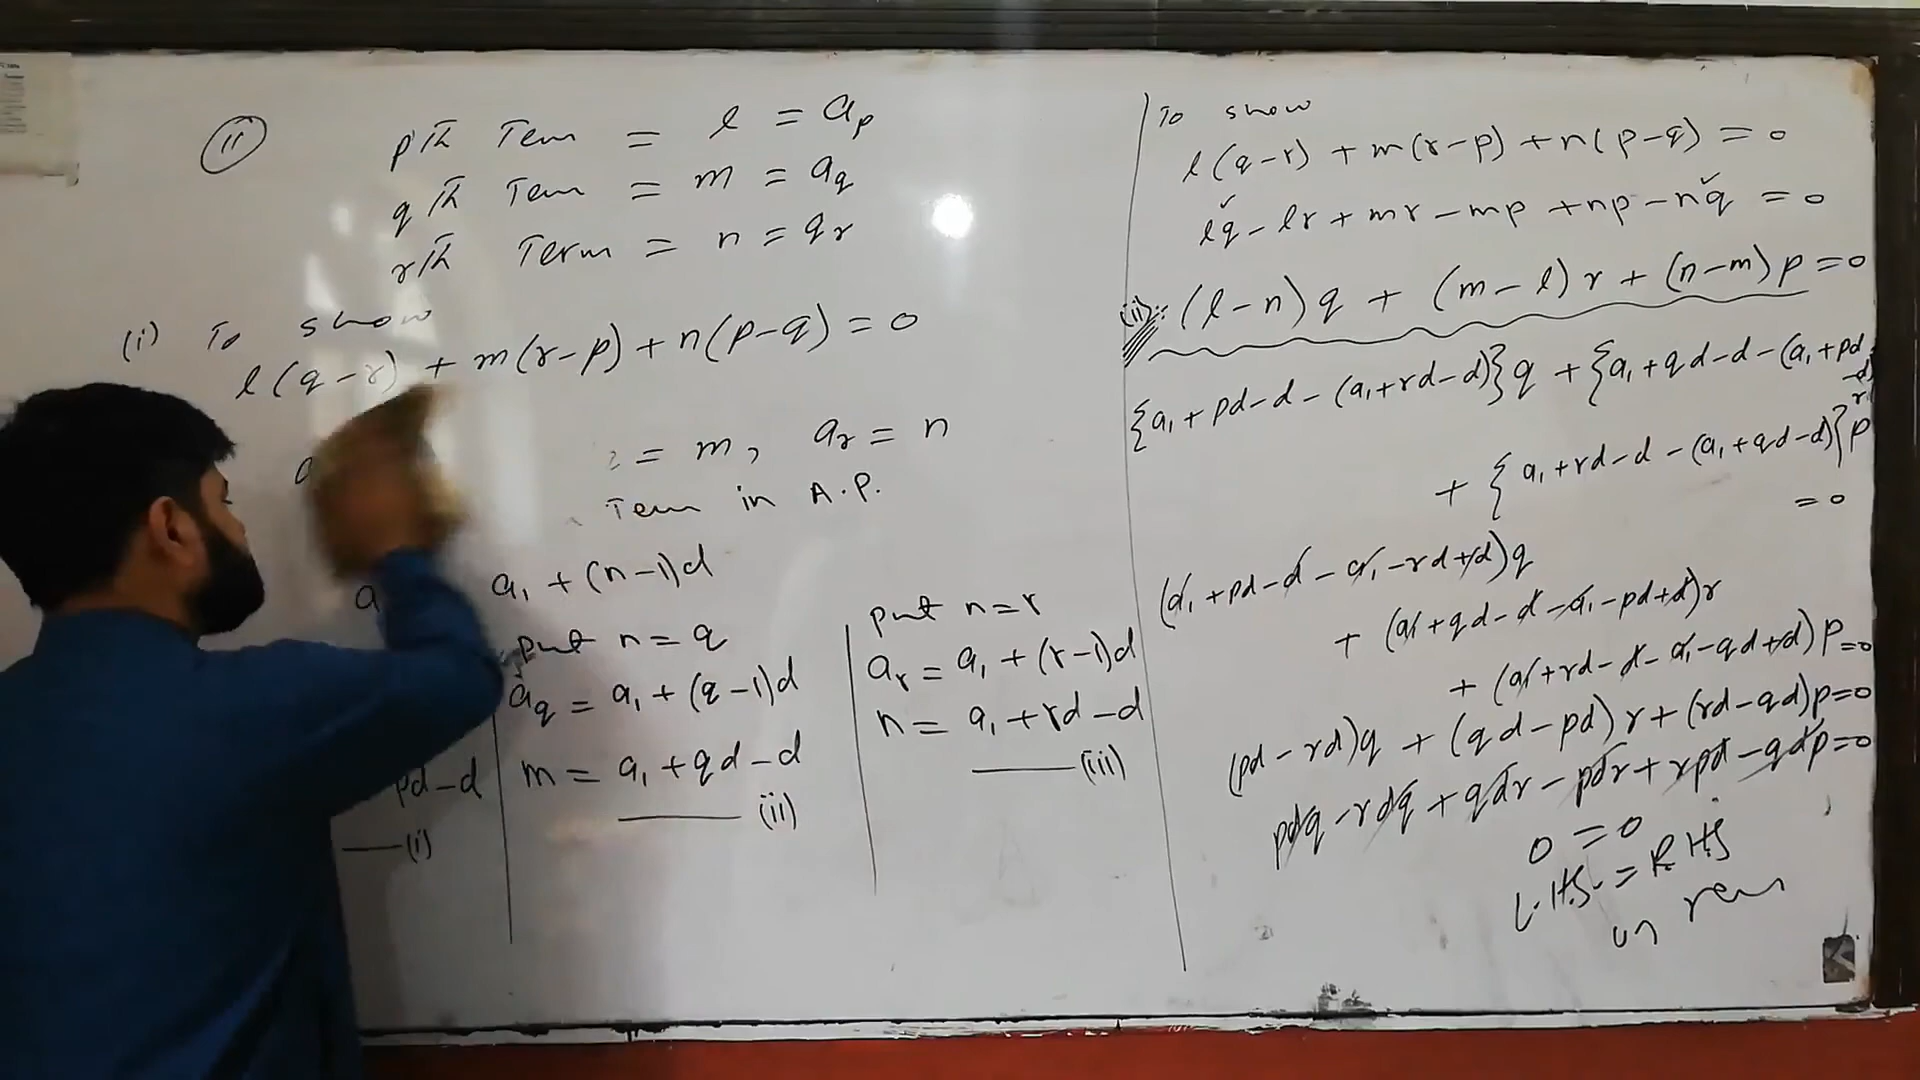 11
pth Term = l = ap
qth Term = m = aq
rth Term = n = ar
(i) To show
l(q-r) + m(r-p) + n(p-q) = 0
= m, ar = n
Term in A.P.
a a1 + (n-1)d
put n = q
aq = a1 + (q-1)d
pd-d
m = a1 + qd-d
——(i)
——(ii)
put n=r
ar = a1 + (r-1)d
n = a1 + rd-d
——(iii)
To show
l(q-r) + m(r-p) + n(p-q) = 0
lq - lr + mr - mp + np - nq = 0
(ii): (l-n)q + (m-l)r + (n-m)p = 0
{a1 + pd-d - (a1+rd-d)}q + {a1+qd-d-(a1+pd
-d)}r
+ {a1+rd-d-(a1+qd-d)}p
= 0
(a1+pd-d-a1-rd+d)q
+ (a1+qd-d-a1-pd+d)r
+ (a1+rd-d-a1-qd+d)p=0
(pd-rd)q + (qd-pd)r + (rd-qd)p=0
pdq - rdq + qdr - pdr + rpd - qdp=0
0 = 0
L.H.S = R.H.S